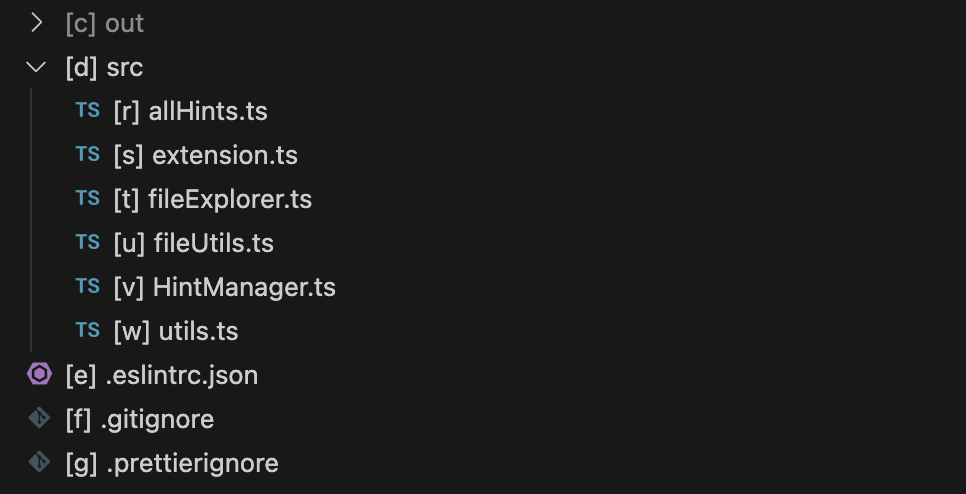 [c] out
[d] src
TS [r] allHints.ts
TS [s] extension.ts
TS [t] fileExplorer.ts
TS [u] fileUtils.ts
TS [v] HintManager.ts
TS [w] utils.ts
[e] .eslintrc.json
[f] .gitignore
[g] .prettierignore